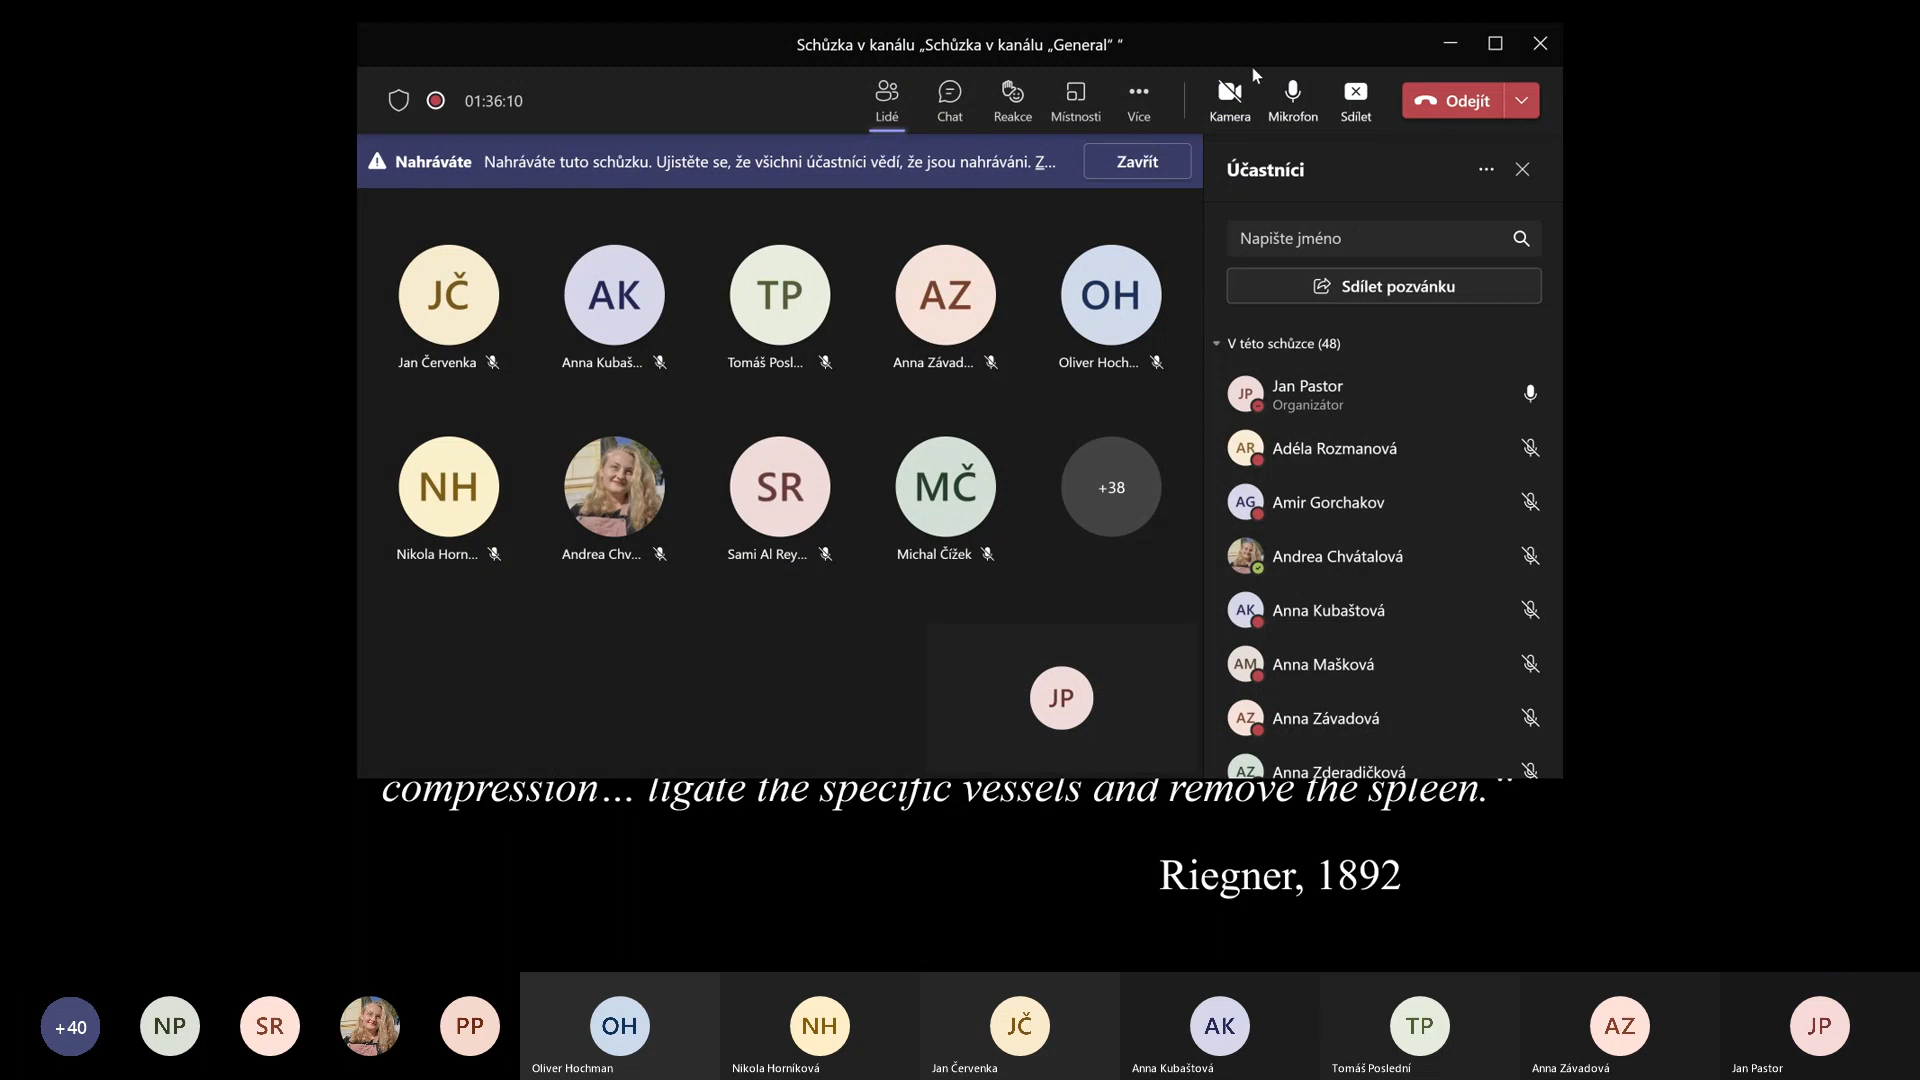 Schůzka v kanálu „Schůzka v kanálu „General“ “
01:36:10
Lidé
Chat
Reakce
Místnosti
Více
Kamera
Mikrofon
Sdílet
Odejít
Nahráváte Nahráváte tuto schůzku. Ujistěte se, že všichni účastníci vědí, že jsou nahráváni. Z...
Zavřít
JČ
AK
TP
AZ
OH
Jan Červenka
Anna Kubaš...
Tomáš Posl...
Anna Závad...
Oliver Hoch...
NH
SR
MČ
+38
Nikola Horn...
Andrea Chv...
Sami Al Rey...
Michal Čížek
JP
Účastníci
Napište jméno
Sdílet pozvánku
V této schůzce (48)
JP Jan Pastor
Organizátor
AR Adéla Rozmanová
AG Amir Gorchakov
Andrea Chvátalová
AK Anna Kubaštová
AM Anna Mašková
AZ Anna Závadová
AZ Anna Zderadičková
compression… ligate the specific vessels and remove the spleen.“
Riegner, 1892
+40
NP
SR
PP
OH
NH
JČ
AK
TP
AZ
JP
Oliver Hochman
Nikola Horníková
Jan Červenka
Anna Kubaštová
Tomáš Poslední
Anna Závadová
Jan Pastor